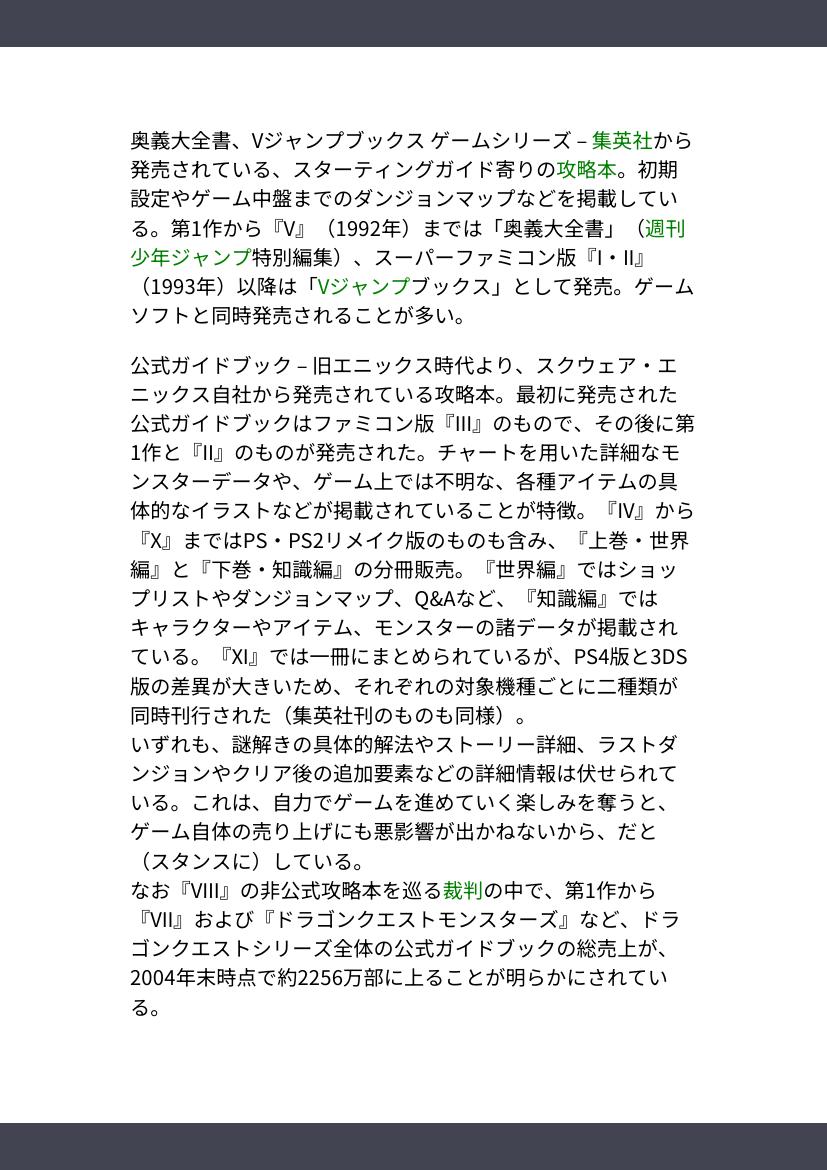 奥義大全書、Vジャンプブックス ゲームシリーズ – 集英社から
発売されている、スターティングガイド寄りの攻略本。初期
設定やゲーム中盤までのダンジョンマップなどを掲載してい
る。第1作から『V』（1992年）までは「奥義大全書」（週刊
少年ジャンプ特別編集）、スーパーファミコン版『I・II』
（1993年）以降は「Vジャンプブックス」として発売。ゲーム
ソフトと同時発売されることが多い。
公式ガイドブック – 旧エニックス時代より、スクウェア・エ
ニックス自社から発売されている攻略本。最初に発売された
公式ガイドブックはファミコン版『III』のもので、その後に第
1作と『II』のものが発売された。チャートを用いた詳細なモ
ンスターデータや、ゲーム上では不明な、各種アイテムの具
体的なイラストなどが掲載されていることが特徴。『IV』から
『X』まではPS・PS2リメイク版のものも含み、『上巻・世界
編』と『下巻・知識編』の分冊販売。『世界編』ではショッ
プリストやダンジョンマップ、Q&Aなど、『知識編』では
キャラクターやアイテム、モンスターの諸データが掲載され
ている。『XI』では一冊にまとめられているが、PS4版と3DS
版の差異が大きいため、それぞれの対象機種ごとに二種類が
同時刊行された（集英社刊のものも同様）。
いずれも、謎解きの具体的解法やストーリー詳細、ラストダ
ンジョンやクリア後の追加要素などの詳細情報は伏せられて
いる。これは、自力でゲームを進めていく楽しみを奪うと、
ゲーム自体の売り上げにも悪影響が出かねないから、だと
（スタンスに）している。
なお『VIII』の非公式攻略本を巡る裁判の中で、第1作から
『VII』および『ドラゴンクエストモンスターズ』など、ドラ
ゴンクエストシリーズ全体の公式ガイドブックの総売上が、
2004年末時点で約2256万部に上ることが明らかにされてい
る。